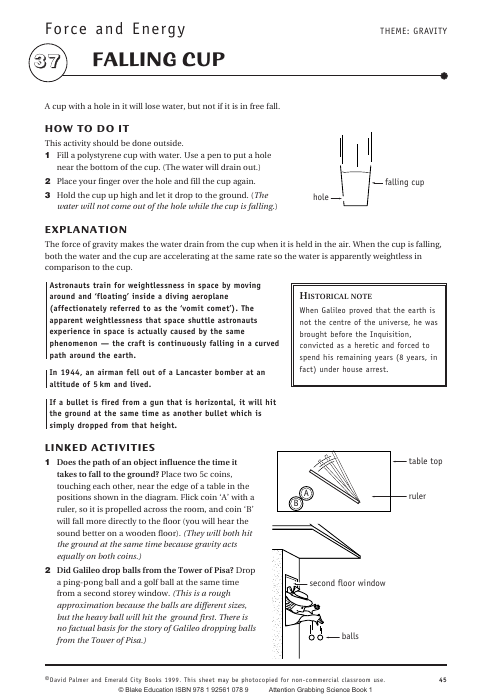 Force and Energy
THEME: GRAVITY
37
FALLING CUP
A cup with a hole in it will lose water, but not if it is in free fall.
HOW TO DO IT
This activity should be done outside.
1 Fill a polystyrene cup with water. Use a pen to put a hole
near the bottom of the cup. (The water will drain out.)
2 Place your finger over the hole and fill the cup again.
3 Hold the cup up high and let it drop to the ground. (The
water will not come out of the hole while the cup is falling.)
falling cup
hole
EXPLANATION
The force of gravity makes the water drain from the cup when it is held in the air. When the cup is falling,
both the water and the cup are accelerating at the same rate so the water is apparently weightless in
comparison to the cup.
Astronauts train for weightlessness in space by moving
around and ‘floating’ inside a diving aeroplane
(affectionately referred to as the ‘vomit comet’). The
apparent weightlessness that space shuttle astronauts
experience in space is actually caused by the same
phenomenon — the craft is continuously falling in a curved
path around the earth.
In 1944, an airman fell out of a Lancaster bomber at an
altitude of 5 km and lived.
If a bullet is fired from a gun that is horizontal, it will hit
the ground at the same time as another bullet which is
simply dropped from that height.
HISTORICAL NOTE
When Galileo proved that the earth is
not the centre of the universe, he was
brought before the Inquisition,
convicted as a heretic and forced to
spend his remaining years (8 years, in
fact) under house arrest.
LINKED ACTIVITIES
1 Does the path of an object influence the time it
takes to fall to the ground? Place two 5c coins,
touching each other, near the edge of a table in the
positions shown in the diagram. Flick coin ‘A’ with a
ruler, so it is propelled across the room, and coin ‘B’
will fall more directly to the floor (you will hear the
sound better on a wooden floor). (They will both hit
the ground at the same time because gravity acts
equally on both coins.)
2 Did Galileo drop balls from the Tower of Pisa? Drop
a ping-pong ball and a golf ball at the same time
from a second storey window. (This is a rough
approximation because the balls are different sizes,
but the heavy ball will hit the ground first. There is
no factual basis for the story of Galileo dropping balls
from the Tower of Pisa.)
table top
A
B
ruler
second floor window
balls
©David Palmer and Emerald City Books 1999. This sheet may be photocopied for non-commercial classroom use.
45
© Blake Education ISBN 978 1 92561 078 9 Attention Grabbing Science Book 1